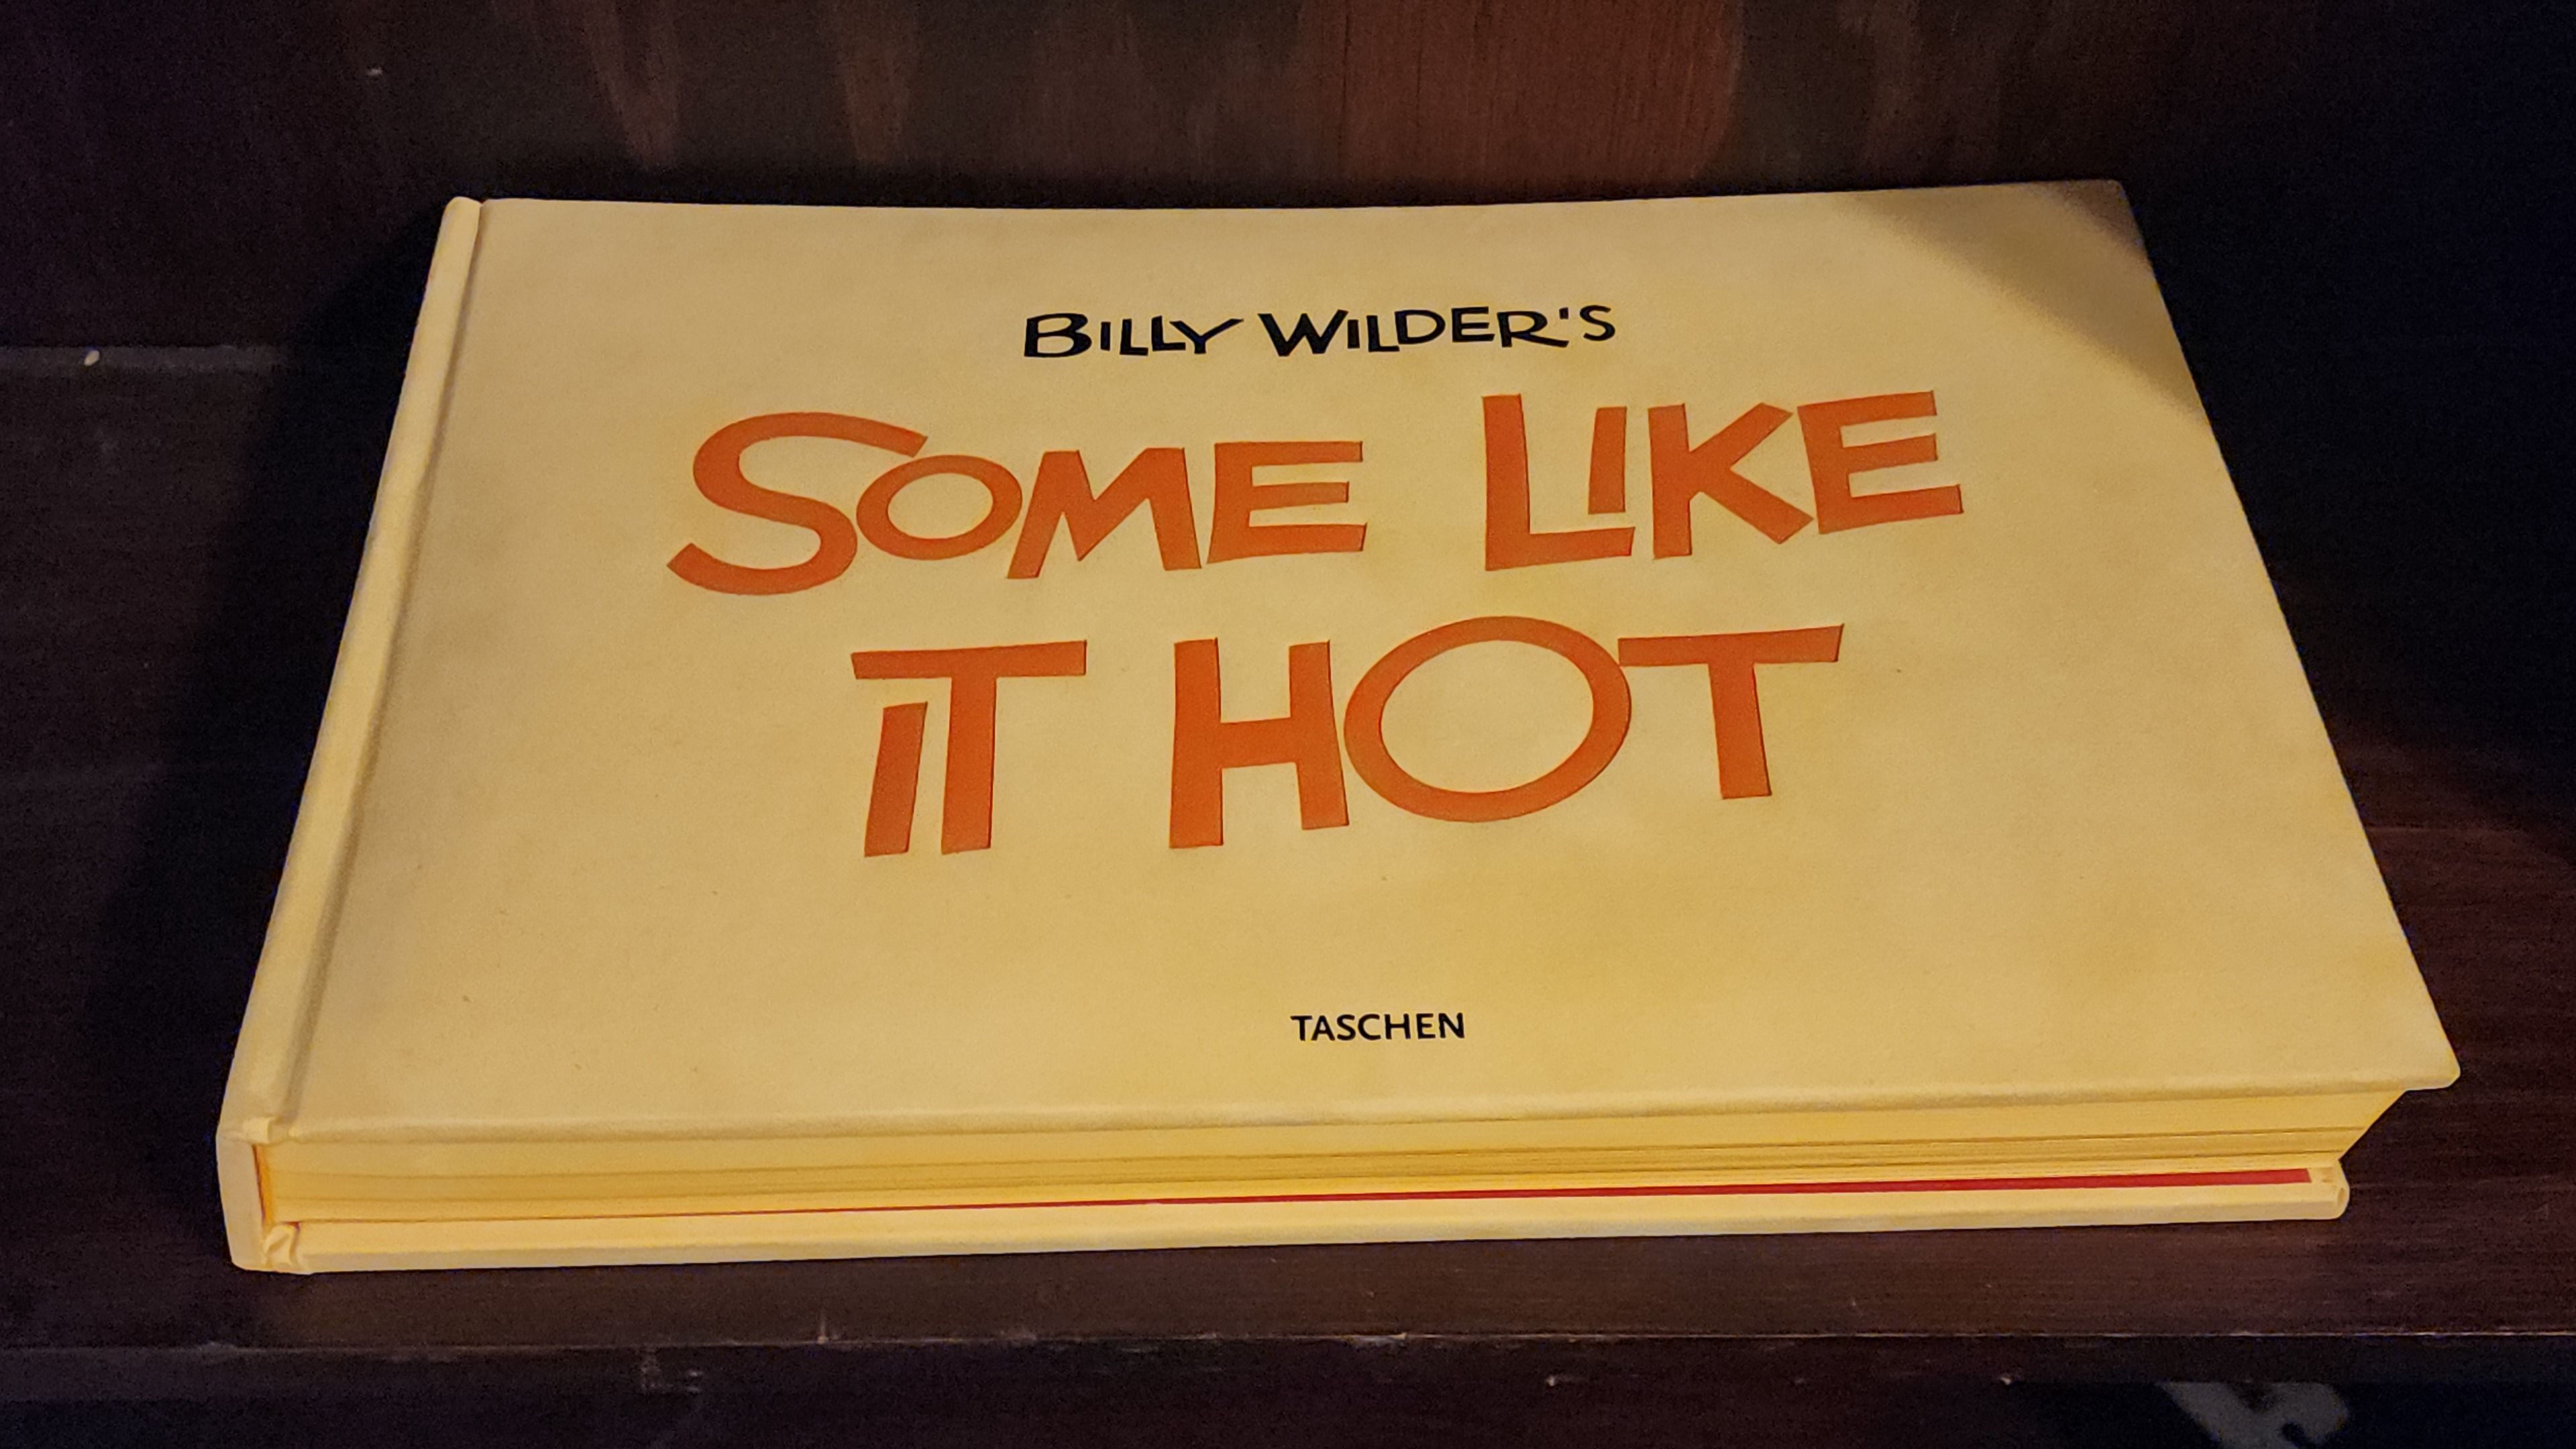 BILLY WILDER'S
SOME LIKE
IT HOT
TASCHEN